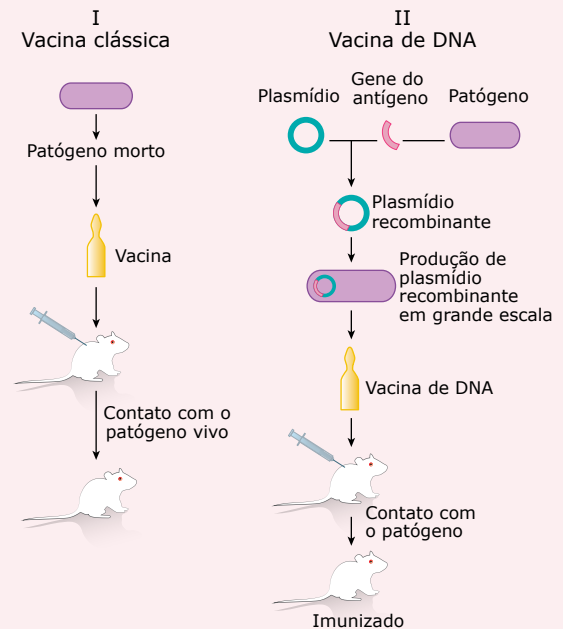 I
Vacina clássica
Patógeno morto
Vacina
Contato com o
patógeno vivo
II
Vacina de DNA
Plasmídio
Gene do
antígeno
Patógeno
Plasmídio
recombinante
Produção de
plasmídio
recombinante
em grande escala
Vacina de DNA
Contato com
o patógeno
Imunizado